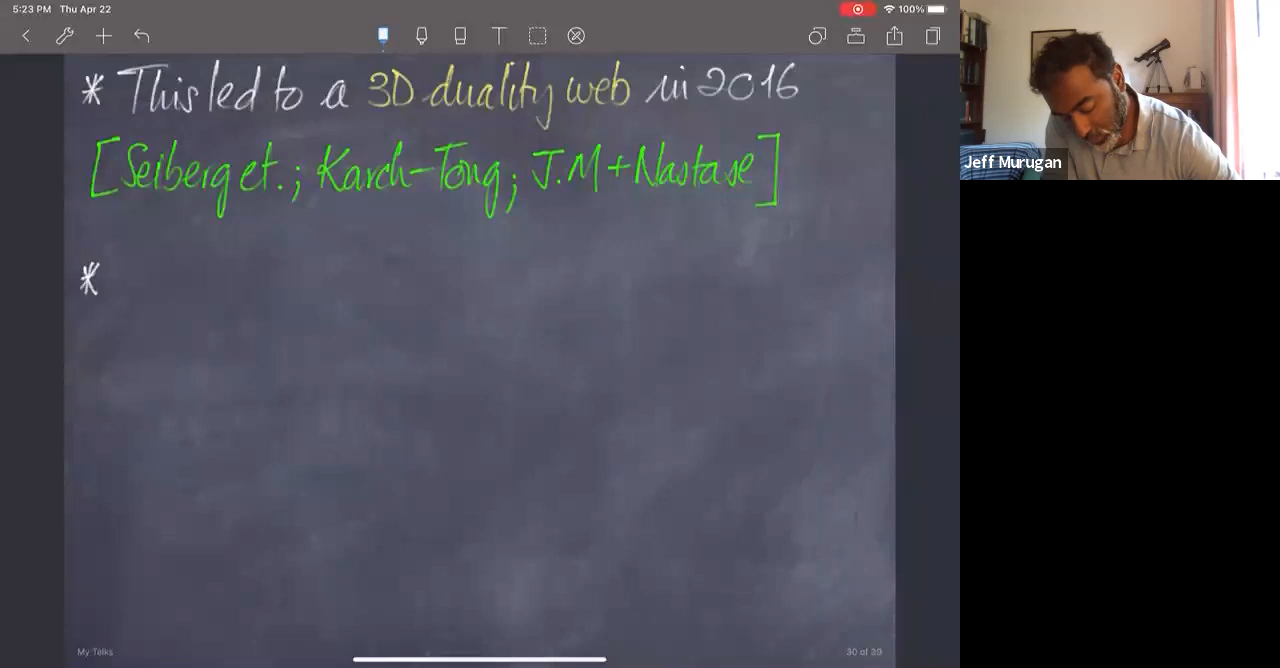 5:23 PM Thu Apr 22
100%
* This led to a 3D duality web in 2016
[Seiberg et.; Karch-Tong; J.M+Nastase]
*
Jeff Murugan
My Talks
30 of 39